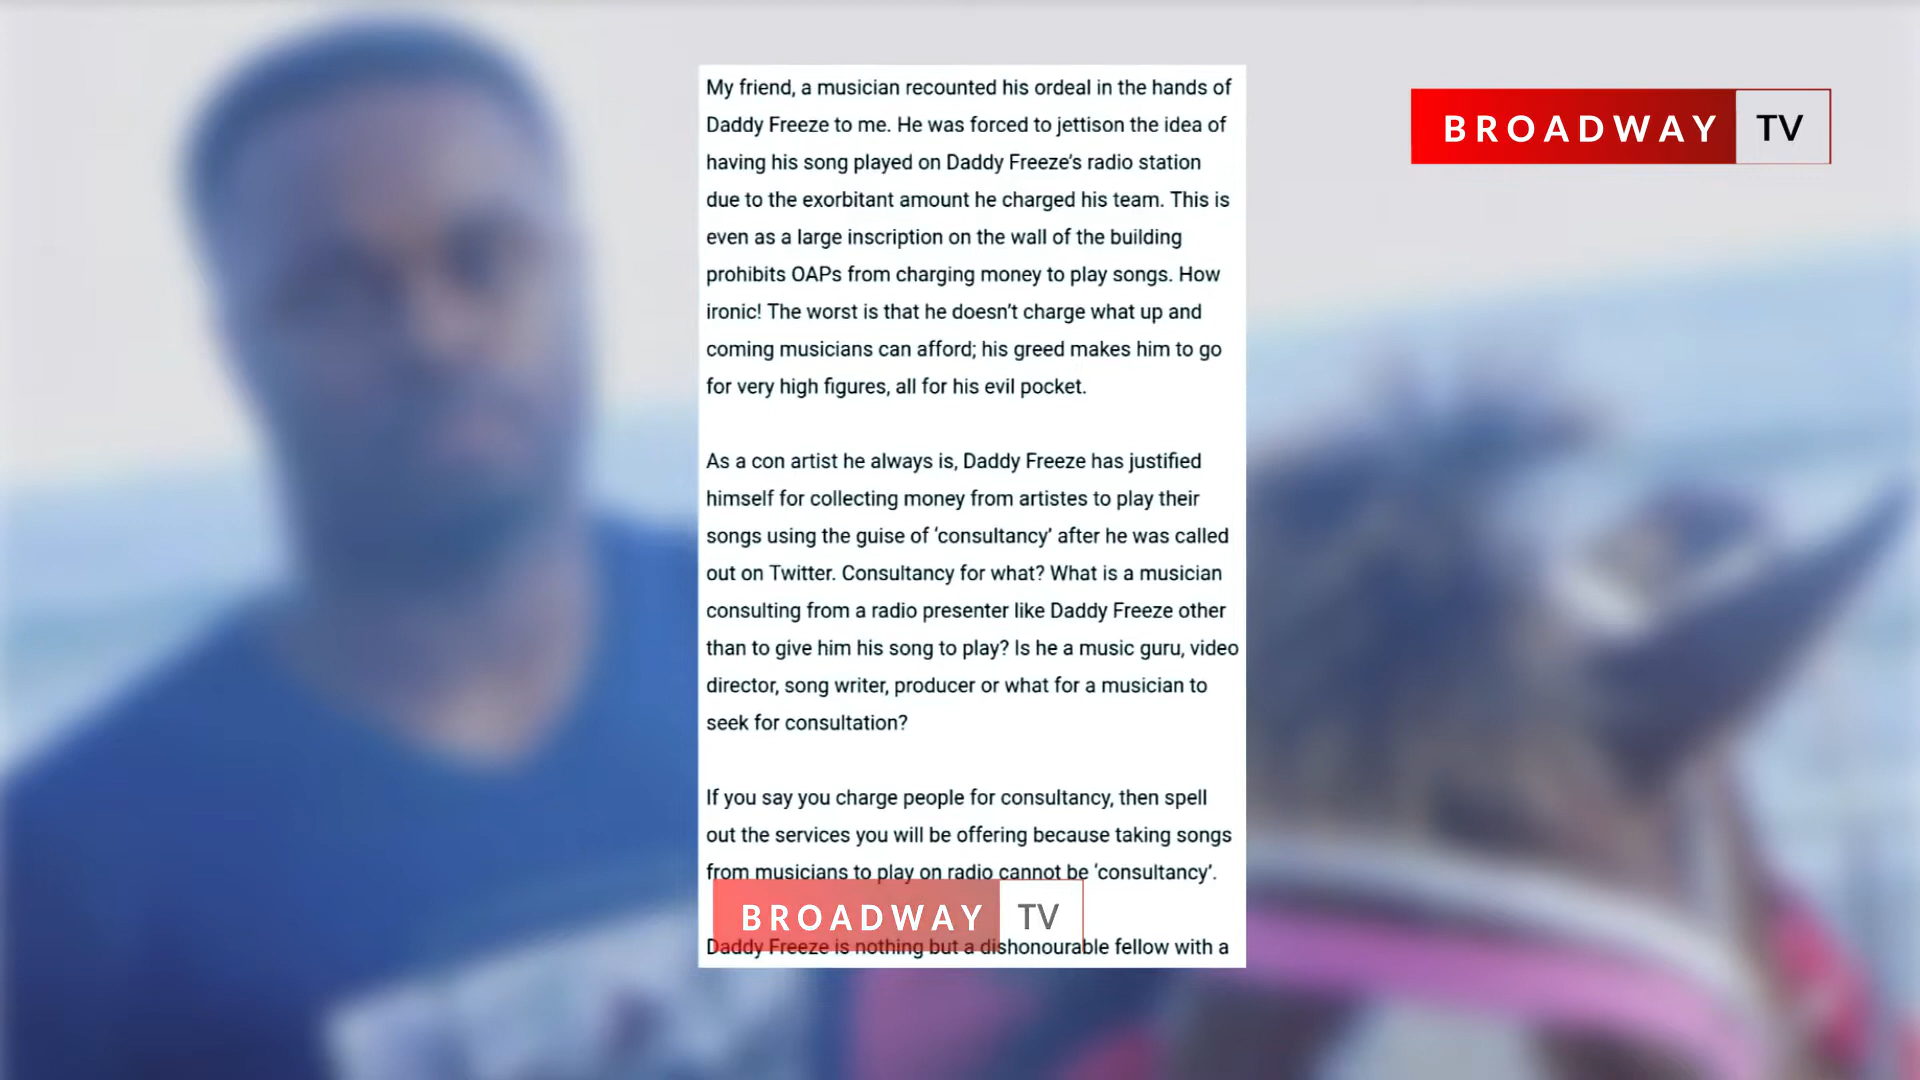 BROADWAY TV
My friend, a musician recounted his ordeal in the hands of
Daddy Freeze to me. He was forced to jettison the idea of
having his song played on Daddy Freeze’s radio station
due to the exorbitant amount he charged his team. This is
even as a large inscription on the wall of the building
prohibits OAPs from charging money to play songs. How
ironic! The worst is that he doesn’t charge what up and
coming musicians can afford; his greed makes him to go
for very high figures, all for his evil pocket.
As a con artist he always is, Daddy Freeze has justified
himself for collecting money from artistes to play their
songs using the guise of ‘consultancy’ after he was called
out on Twitter. Consultancy for what? What is a musician
consulting from a radio presenter like Daddy Freeze other
than to give him his song to play? Is he a music guru, video
director, song writer, producer or what for a musician to
seek for consultation?
If you say you charge people for consultancy, then spell
out the services you will be offering because taking songs
from musicians to play on radio cannot be ‘consultancy’.
BROADWAY TV
Daddy Freeze is nothing but a dishonourable fellow with a